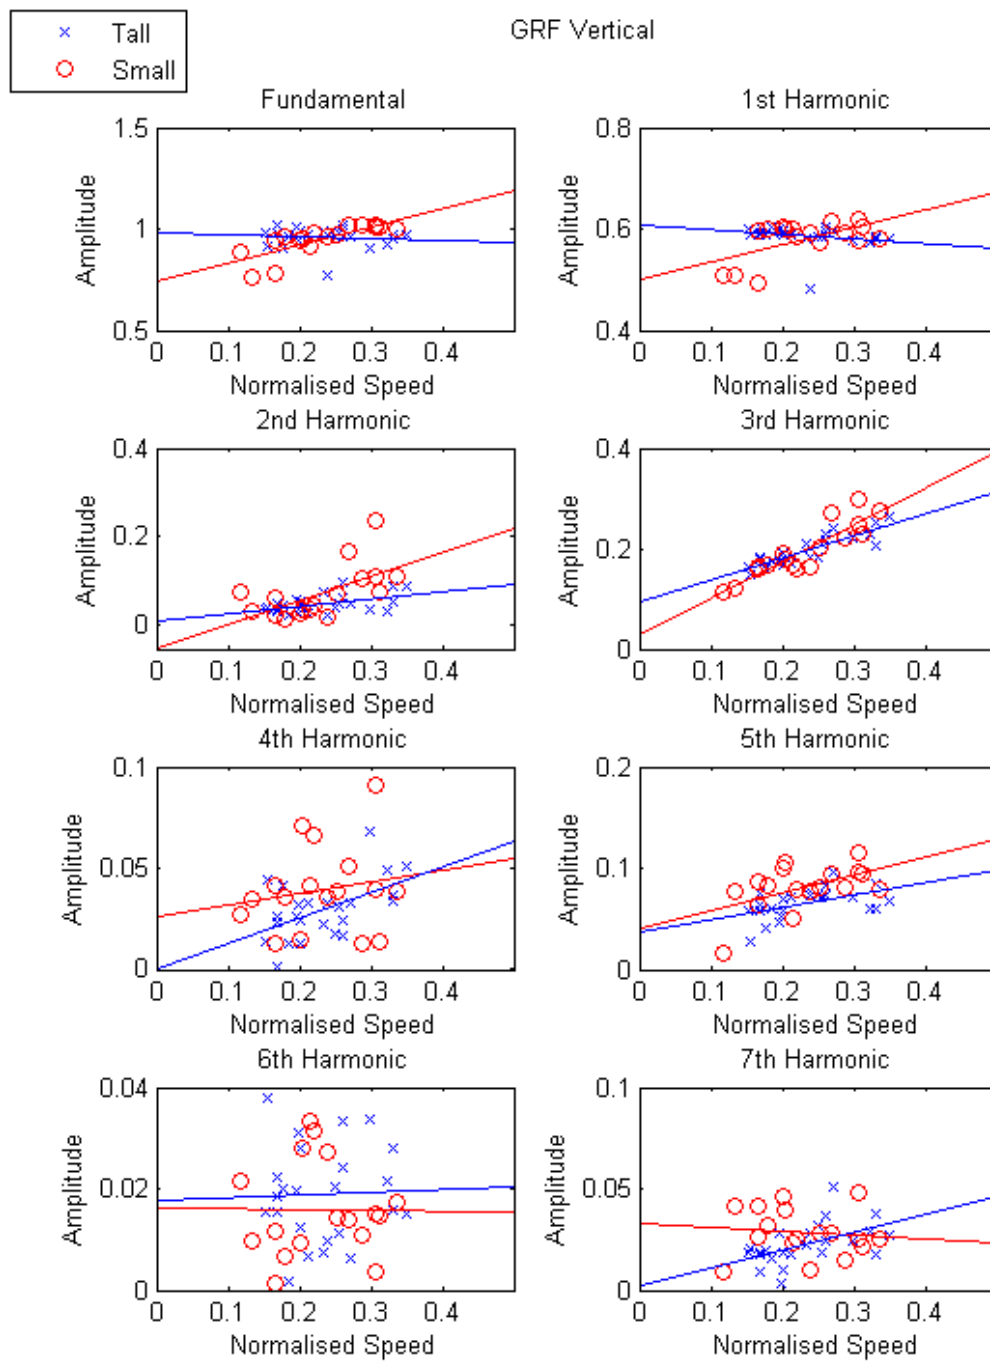 Tall
Small
GRF Vertical
Fundamental
1.5
1
0.5
Amplitude
0 0.1 0.2 0.3 0.4
Normalised Speed
1st Harmonic
0.8
0.6
0.4
Amplitude
0 0.1 0.2 0.3 0.4
Normalised Speed
2nd Harmonic
0.4
0.2
0
Amplitude
0 0.1 0.2 0.3 0.4
Normalised Speed
3rd Harmonic
0.4
0.2
0
Amplitude
0 0.1 0.2 0.3 0.4
Normalised Speed
4th Harmonic
0.1
0.05
0
Amplitude
0 0.1 0.2 0.3 0.4
Normalised Speed
5th Harmonic
0.2
0.1
0
Amplitude
0 0.1 0.2 0.3 0.4
Normalised Speed
6th Harmonic
0.04
0.02
0
Amplitude
0 0.1 0.2 0.3 0.4
Normalised Speed
7th Harmonic
0.1
0.05
0
Amplitude
0 0.1 0.2 0.3 0.4
Normalised Speed